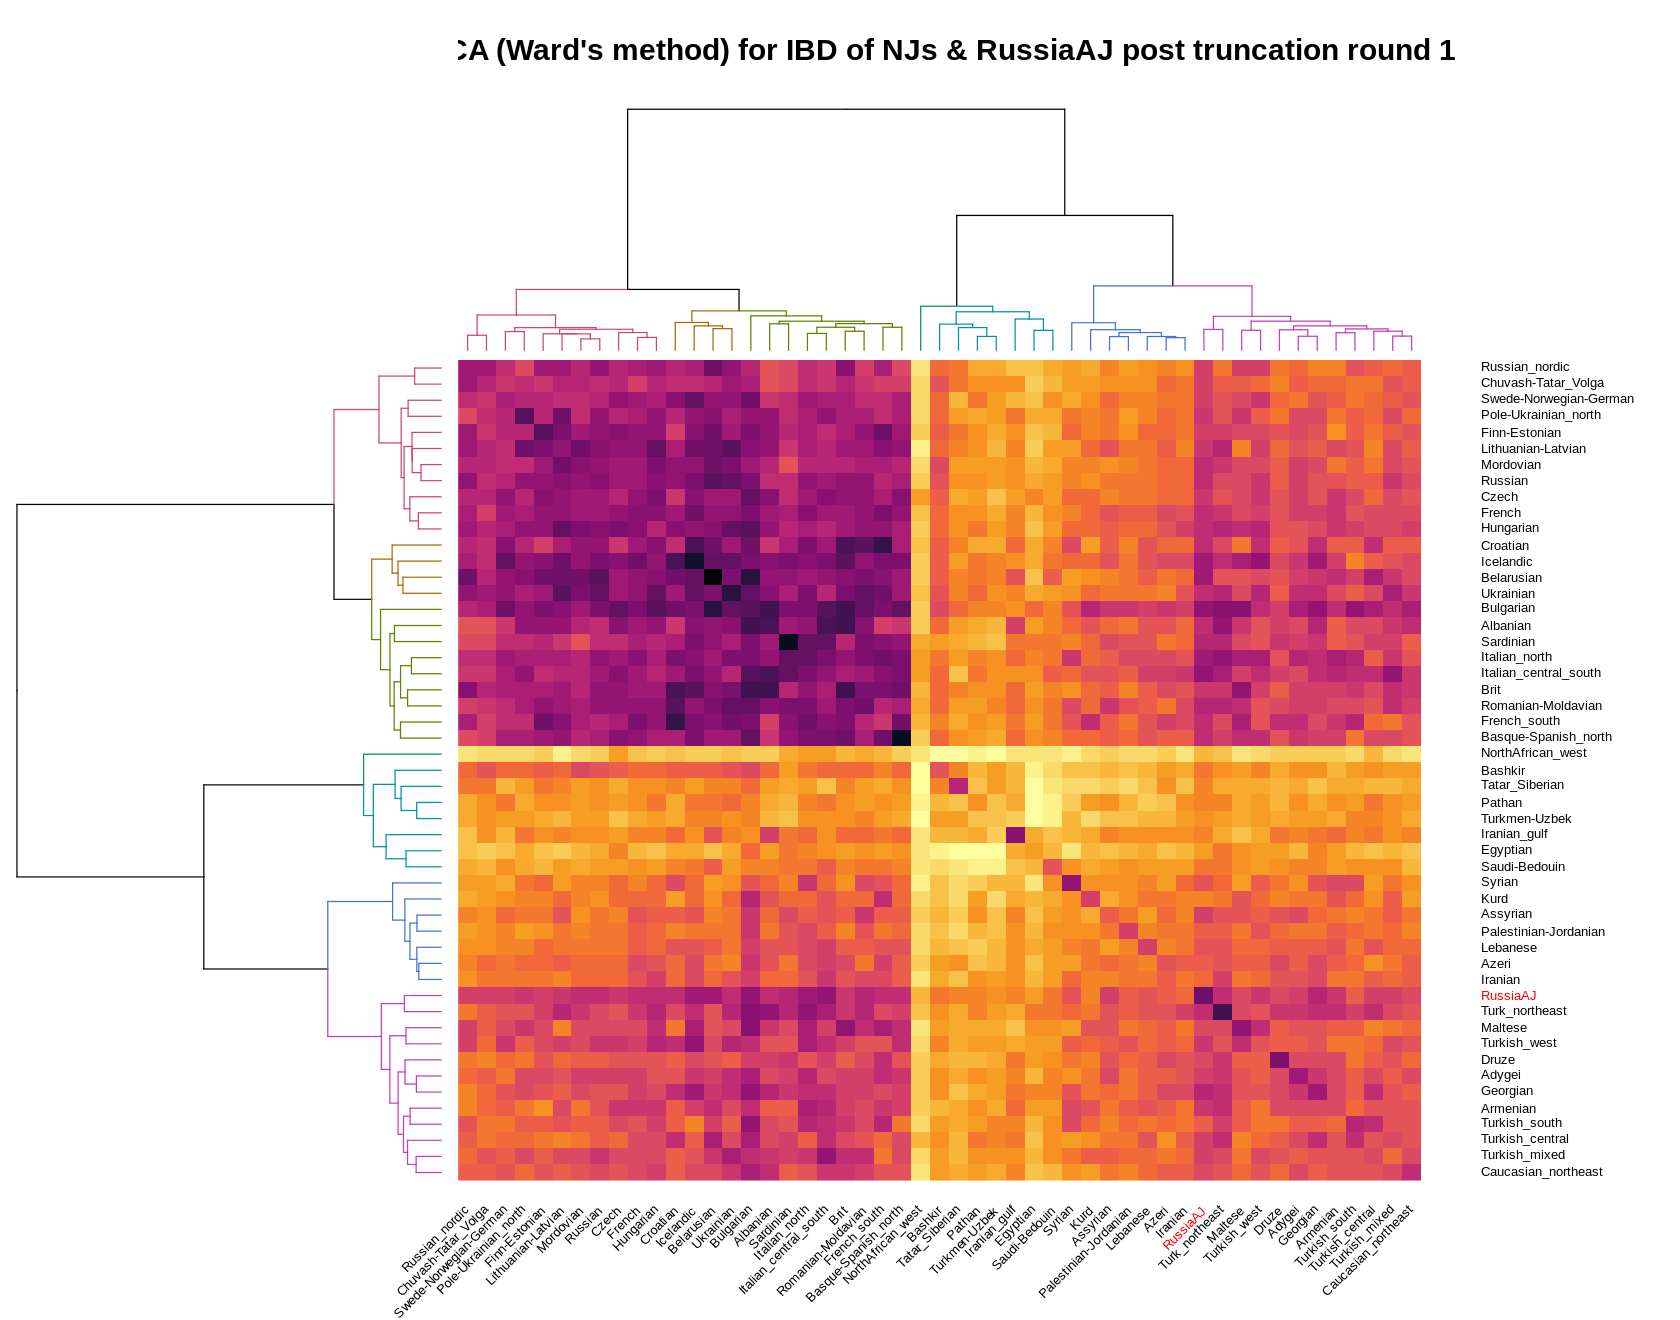 CA (Ward's method) for IBD of NJs & RussiaAJ post truncation round 1
Russian_nordic
Chuvash-Tatar_Volga
Swede-Norwegian-German
Pole-Ukrainian_north
Finn-Estonian
Lithuanian-Latvian
Mordovian
Russian
Czech
French
Hungarian
Croatian
Icelandic
Belarusian
Ukrainian
Bulgarian
Albanian
Sardinian
Italian_north
Italian_central_south
Brit
Romanian-Moldavian
French_south
Basque-Spanish_north
NorthAfrican_west
Bashkir
Tatar_Siberian
Pathan
Turkmen-Uzbek
Iranian_gulf
Egyptian
Saudi-Bedouin
Syrian
Kurd
Assyrian
Palestinian-Jordanian
Lebanese
Azeri
Iranian
RussiaAJ
Turk_northeast
Maltese
Turkish_west
Druze
Adygei
Georgian
Armenian
Turkish_south
Turkish_central
Turkish_mixed
Caucasian_northeast
Russian_nordic
Chuvash-Tatar_Volga
Swede-Norwegian-German
Pole-Ukrainian_north
Finn-Estonian
Lithuanian-Latvian
Mordovian
Russian
Czech
French
Hungarian
Croatian
Icelandic
Belarusian
Ukrainian
Bulgarian
Albanian
Sardinian
Italian_north
Italian_central_south
Brit
Romanian-Moldavian
French_south
Basque-Spanish_north
NorthAfrican_west
Bashkir
Tatar_Siberian
Pathan
Turkmen-Uzbek
Iranian_gulf
Egyptian
Saudi-Bedouin
Syrian
Kurd
Assyrian
Palestinian-Jordanian
Lebanese
Azeri
Iranian
RussiaAJ
Turk_northeast
Maltese
Turkish_west
Druze
Adygei
Georgian
Armenian
Turkish_south
Turkish_central
Turkish_mixed
Caucasian_northeast